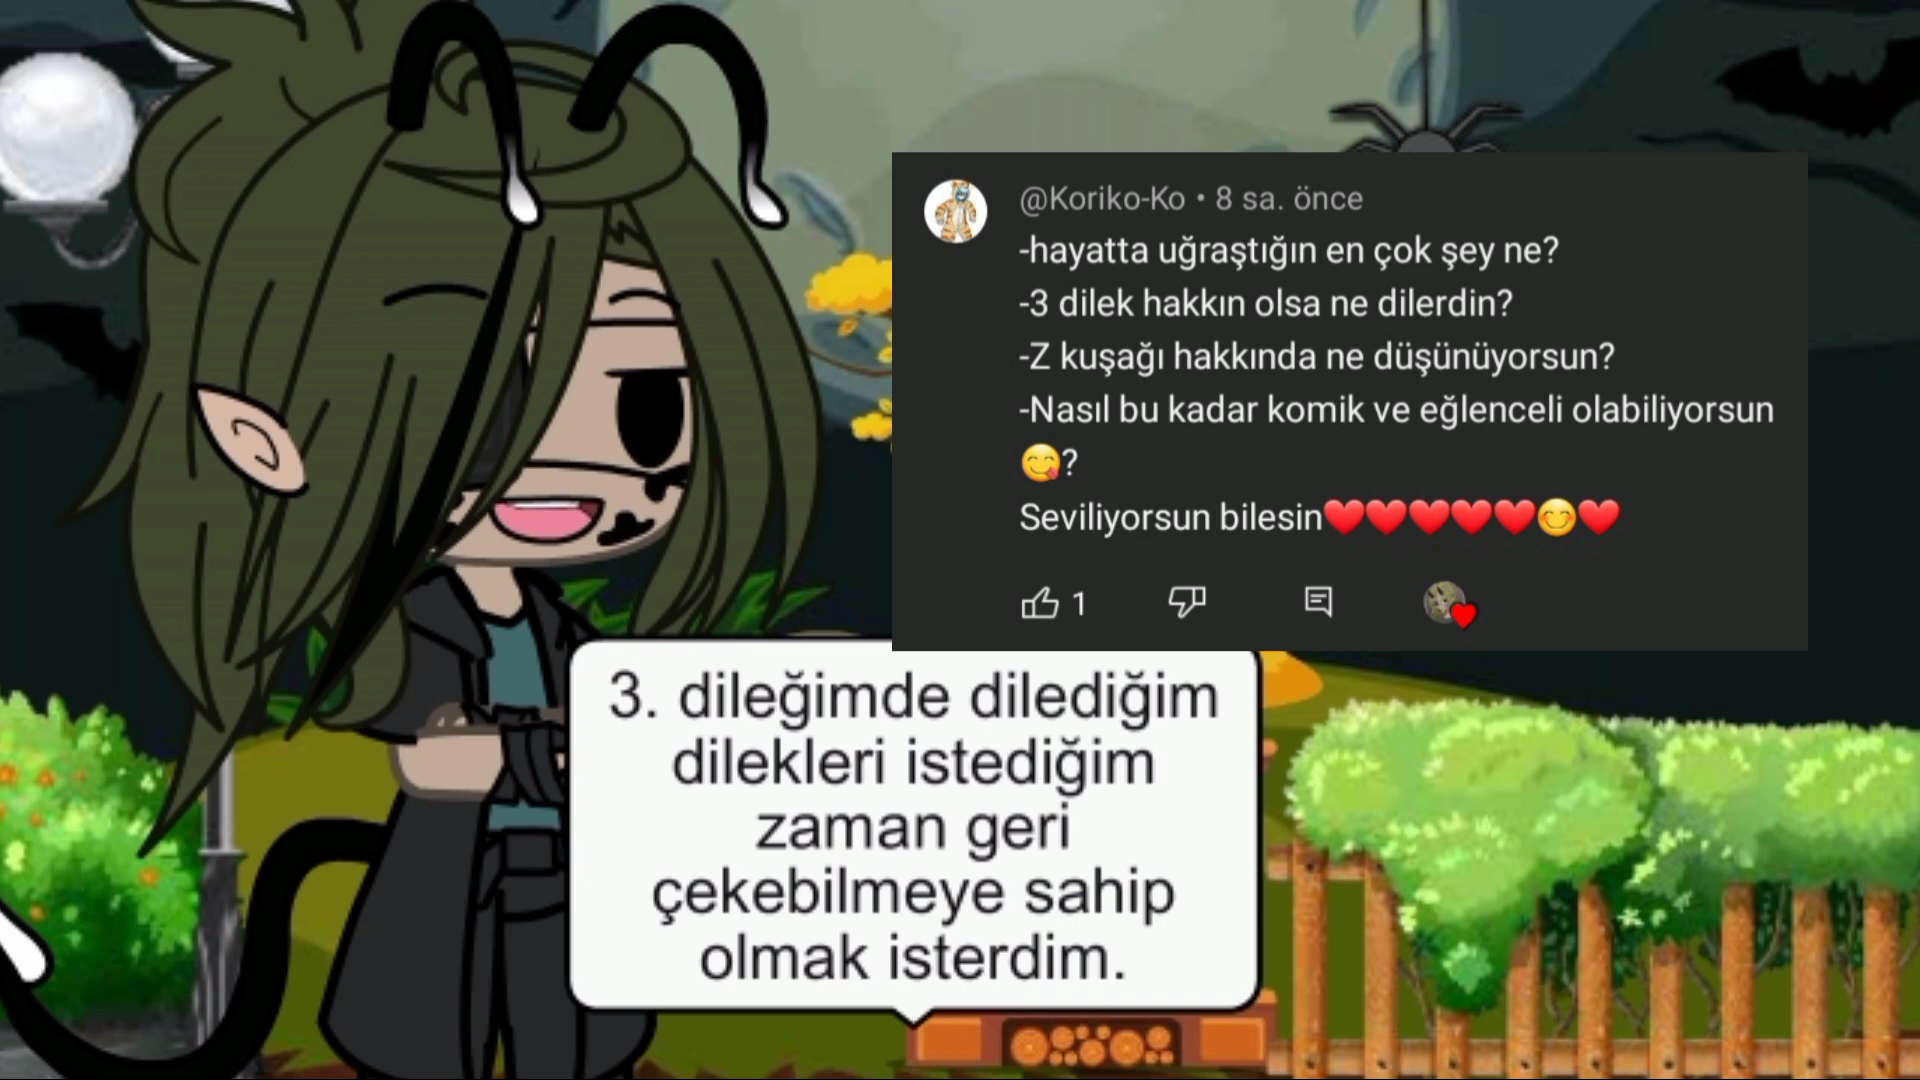 @Koriko-Ko • 8 sa. önce
-hayatta uğraştığın en çok şey ne?
-3 dilek hakkın olsa ne dilerdin?
-Z kuşağı hakkında ne düşünüyorsun?
-Nasıl bu kadar komik ve eğlenceli olabiliyorsun
😋?
Seviliyorsun bilesin❤️❤️❤️❤️❤️😊❤️
1
3. dileğimde dilediğim
dilekleri istediğim
zaman geri
çekebilmeye sahip
olmak isterdim.